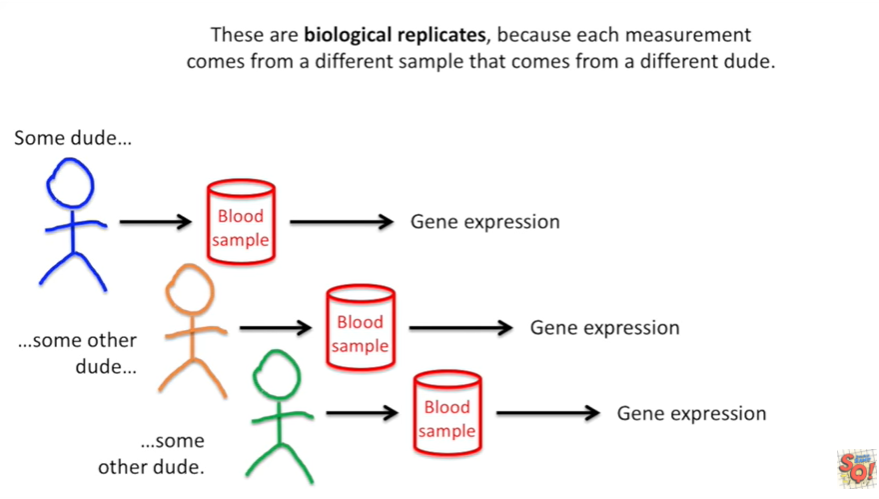 These are biological replicates, because each measurement
comes from a different sample that comes from a different dude.
Some dude...
Blood
sample
Gene expression
...some other
dude...
Blood
sample
Gene expression
...some
other dude.
Blood
sample
Gene expression
SQ!